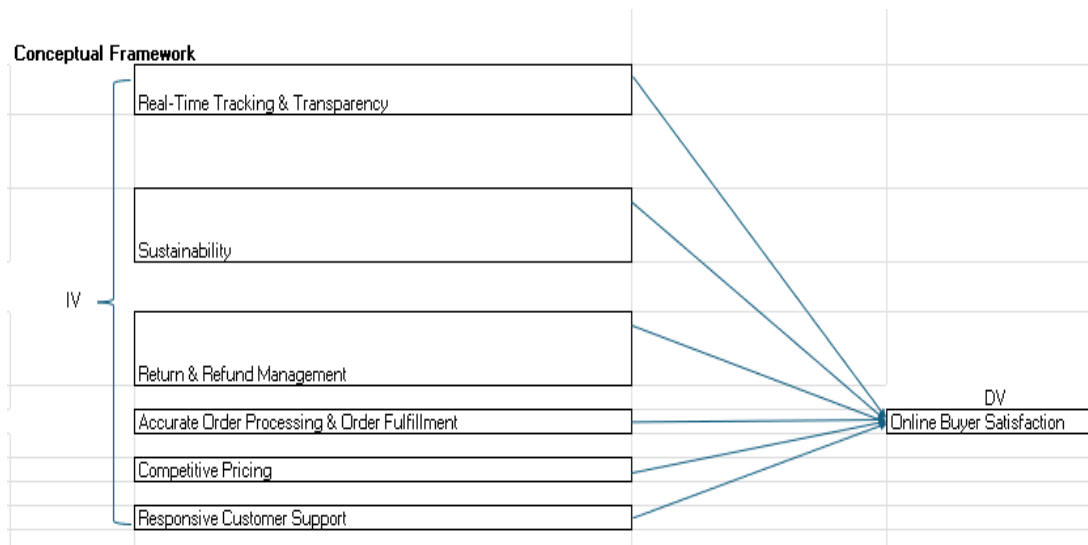 Conceptual Framework
Real-Time Tracking & Transparency
Sustainability
IV
Return & Refund Management
DV
Accurate Order Processing & Order Fulfillment
Online Buyer Satisfaction
Competitive Pricing
Responsive Customer Support